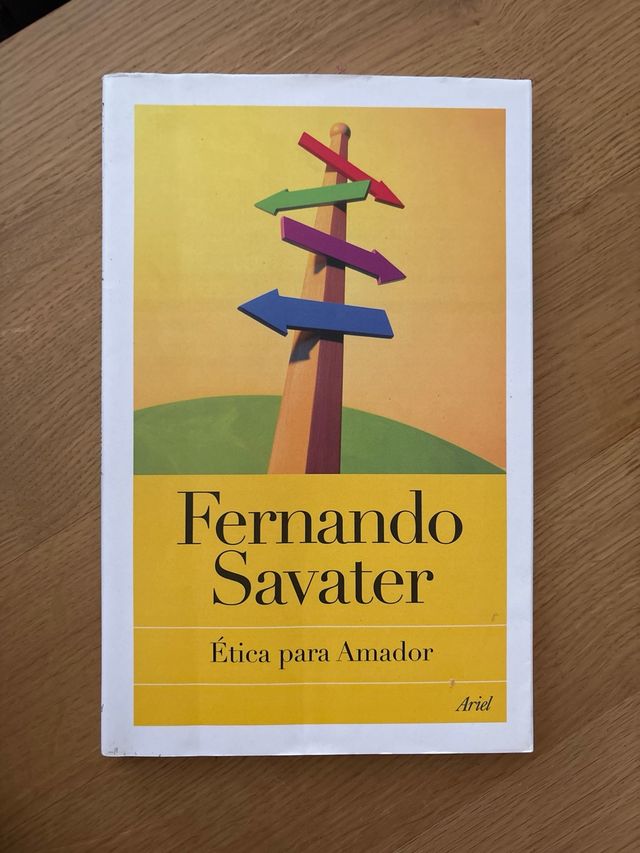 Fernando
Savater
Ética para Amador
Ariel